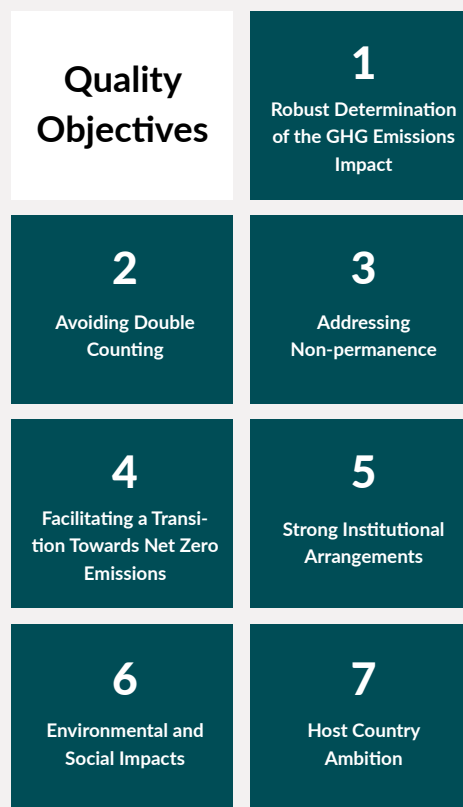 Quality
Objectives
1
Robust Determination
of the GHG Emissions
Impact
2
Avoiding Double
Counting
3
Addressing
Non-permanence
4
Facilitating a Transi-
tion Towards Net Zero
Emissions
5
Strong Institutional
Arrangements
6
Environmental and
Social Impacts
7
Host Country
Ambition